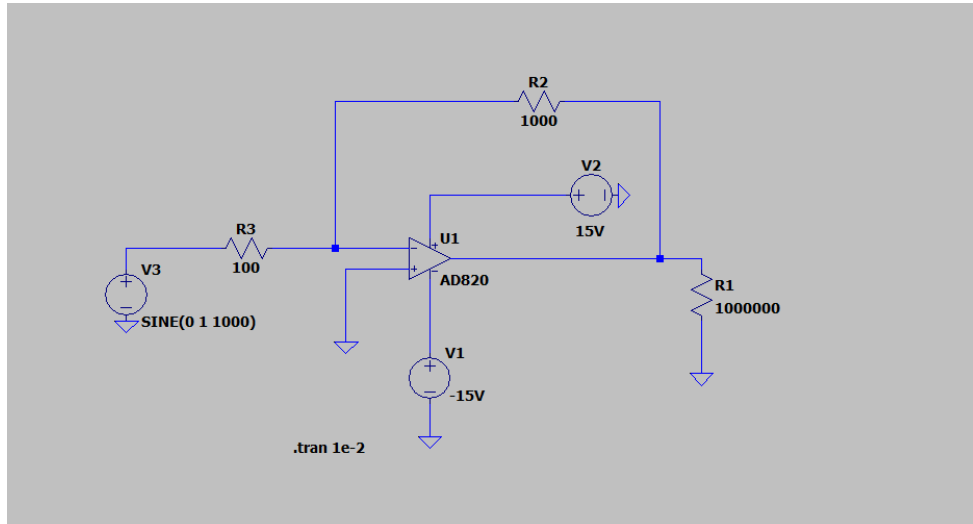 R2
1000
V2
15V
R3
100
U1
AD820
V3
SINE(0 1 1000)
R1
1000000
V1
-15V
.tran 1e-2